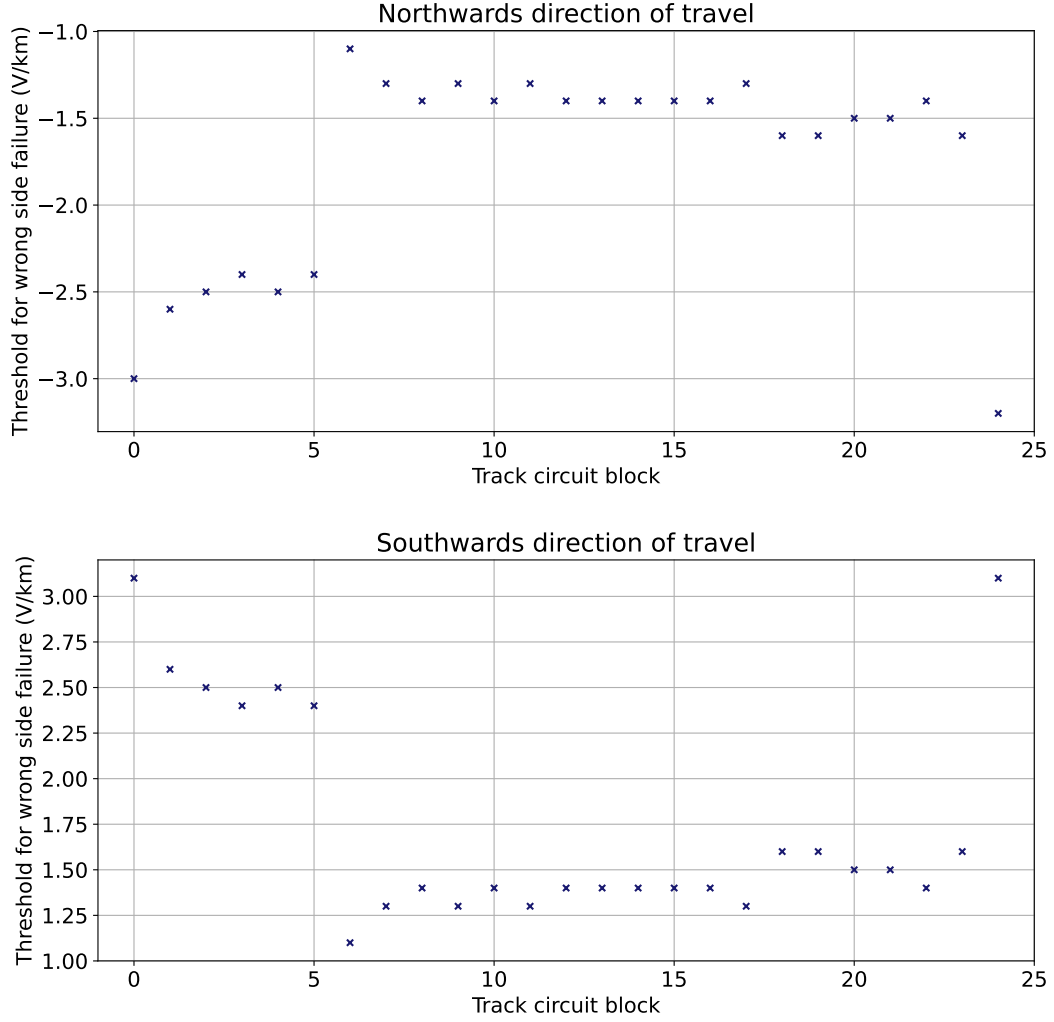 Northwards direction of travel
Threshold for wrong side failure (V/km)
−1.0
−1.5
−2.0
−2.5
−3.0
0 5 10 15 20 25
Track circuit block
Southwards direction of travel
Threshold for wrong side failure (V/km)
3.00
2.75
2.50
2.25
2.00
1.75
1.50
1.25
1.00
0 5 10 15 20 25
Track circuit block